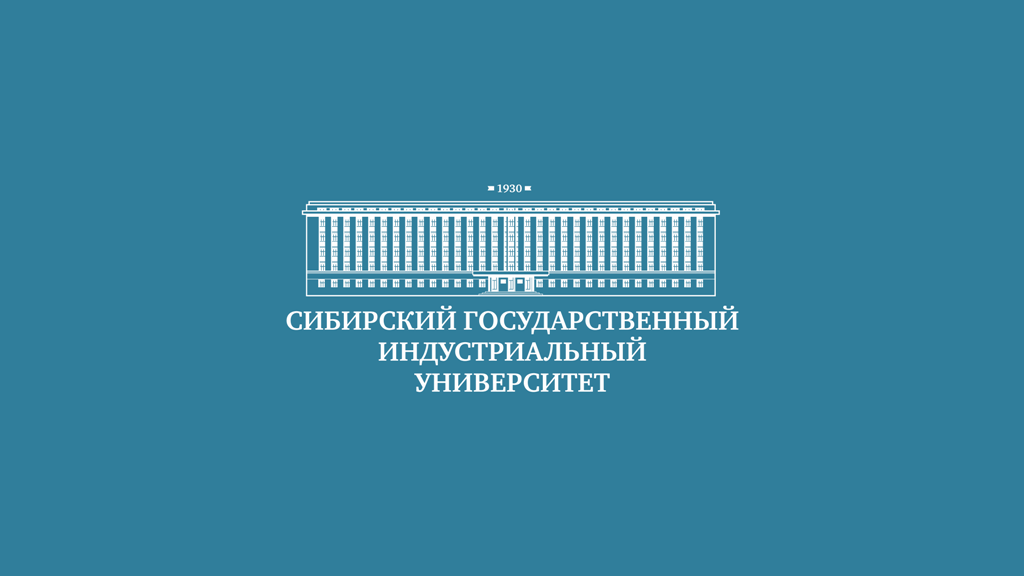 1930
СИБИРСКИЙ ГОСУДАРСТВЕННЫЙ
ИНДУСТРИАЛЬНЫЙ
УНИВЕРСИТЕТ